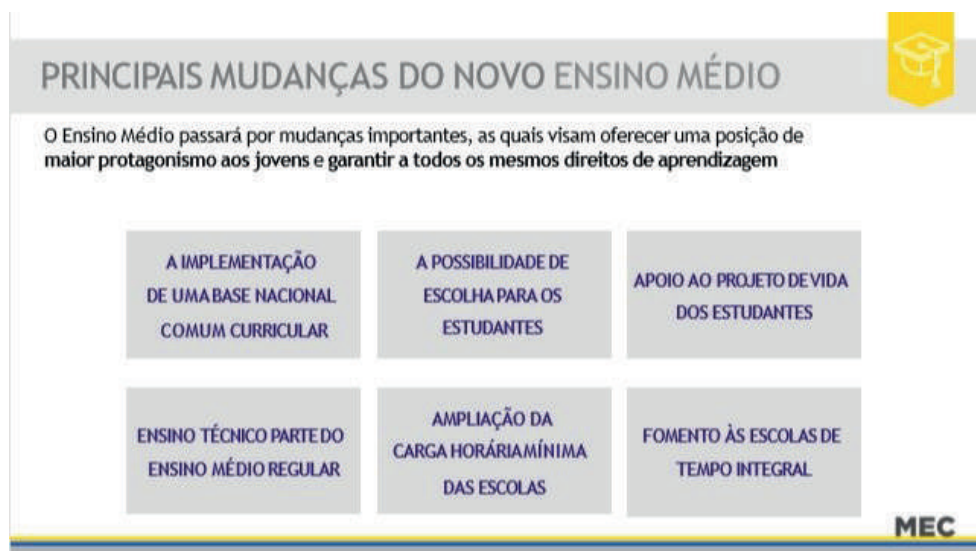 PRINCIPAIS MUDANÇAS DO NOVO ENSINO MÉDIO
O Ensino Médio passará por mudanças importantes, as quais visam oferecer uma posição de
maior protagonismo aos jovens e garantir a todos os mesmos direitos de aprendizagem
A IMPLEMENTAÇÃO
DE UMA BASE NACIONAL
COMUM CURRICULAR
A POSSIBILIDADE DE
ESCOLHA PARA OS
ESTUDANTES
APOIO AO PROJETO DE VIDA
DOS ESTUDANTES
ENSINO TÉCNICO PARTE DO
ENSINO MÉDIO REGULAR
AMPLIAÇÃO DA
CARGA HORÁRIA MÍNIMA
DAS ESCOLAS
FOMENTO ÀS ESCOLAS DE
TEMPO INTEGRAL
MEC